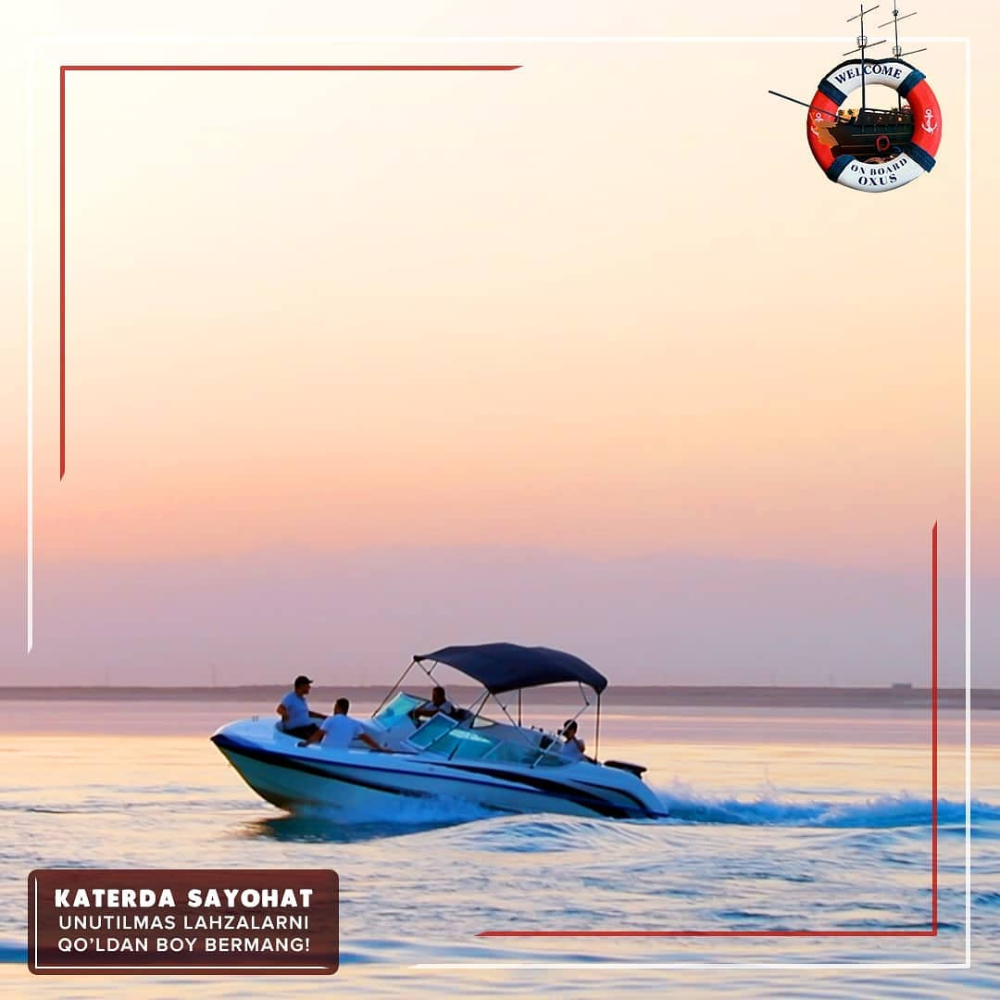 WELCOME
ON BOARD
OXUS
KATERDA SAYOHAT
UNUTILMAS LAHZALARNI
QO’LDAN BOY BERMANG!